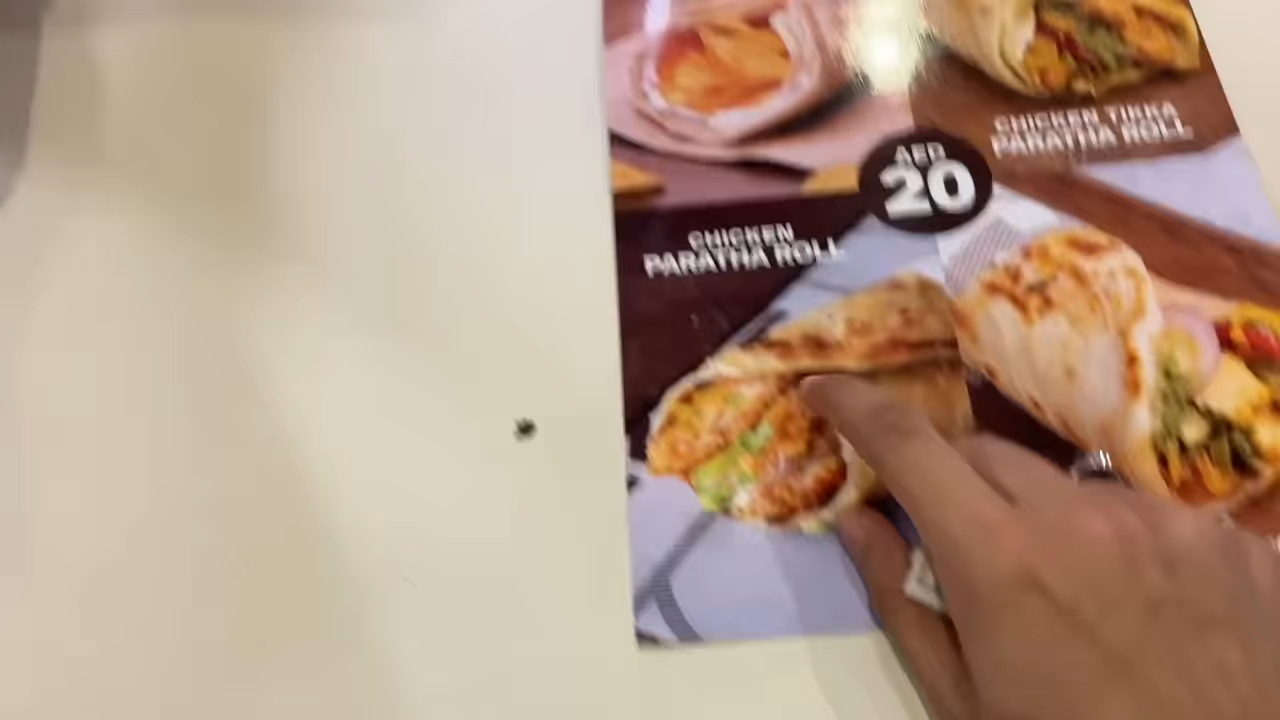 CHICKEN TIKKA
PARATHA ROLL
AED
20
CHICKEN
PARATHA ROLL